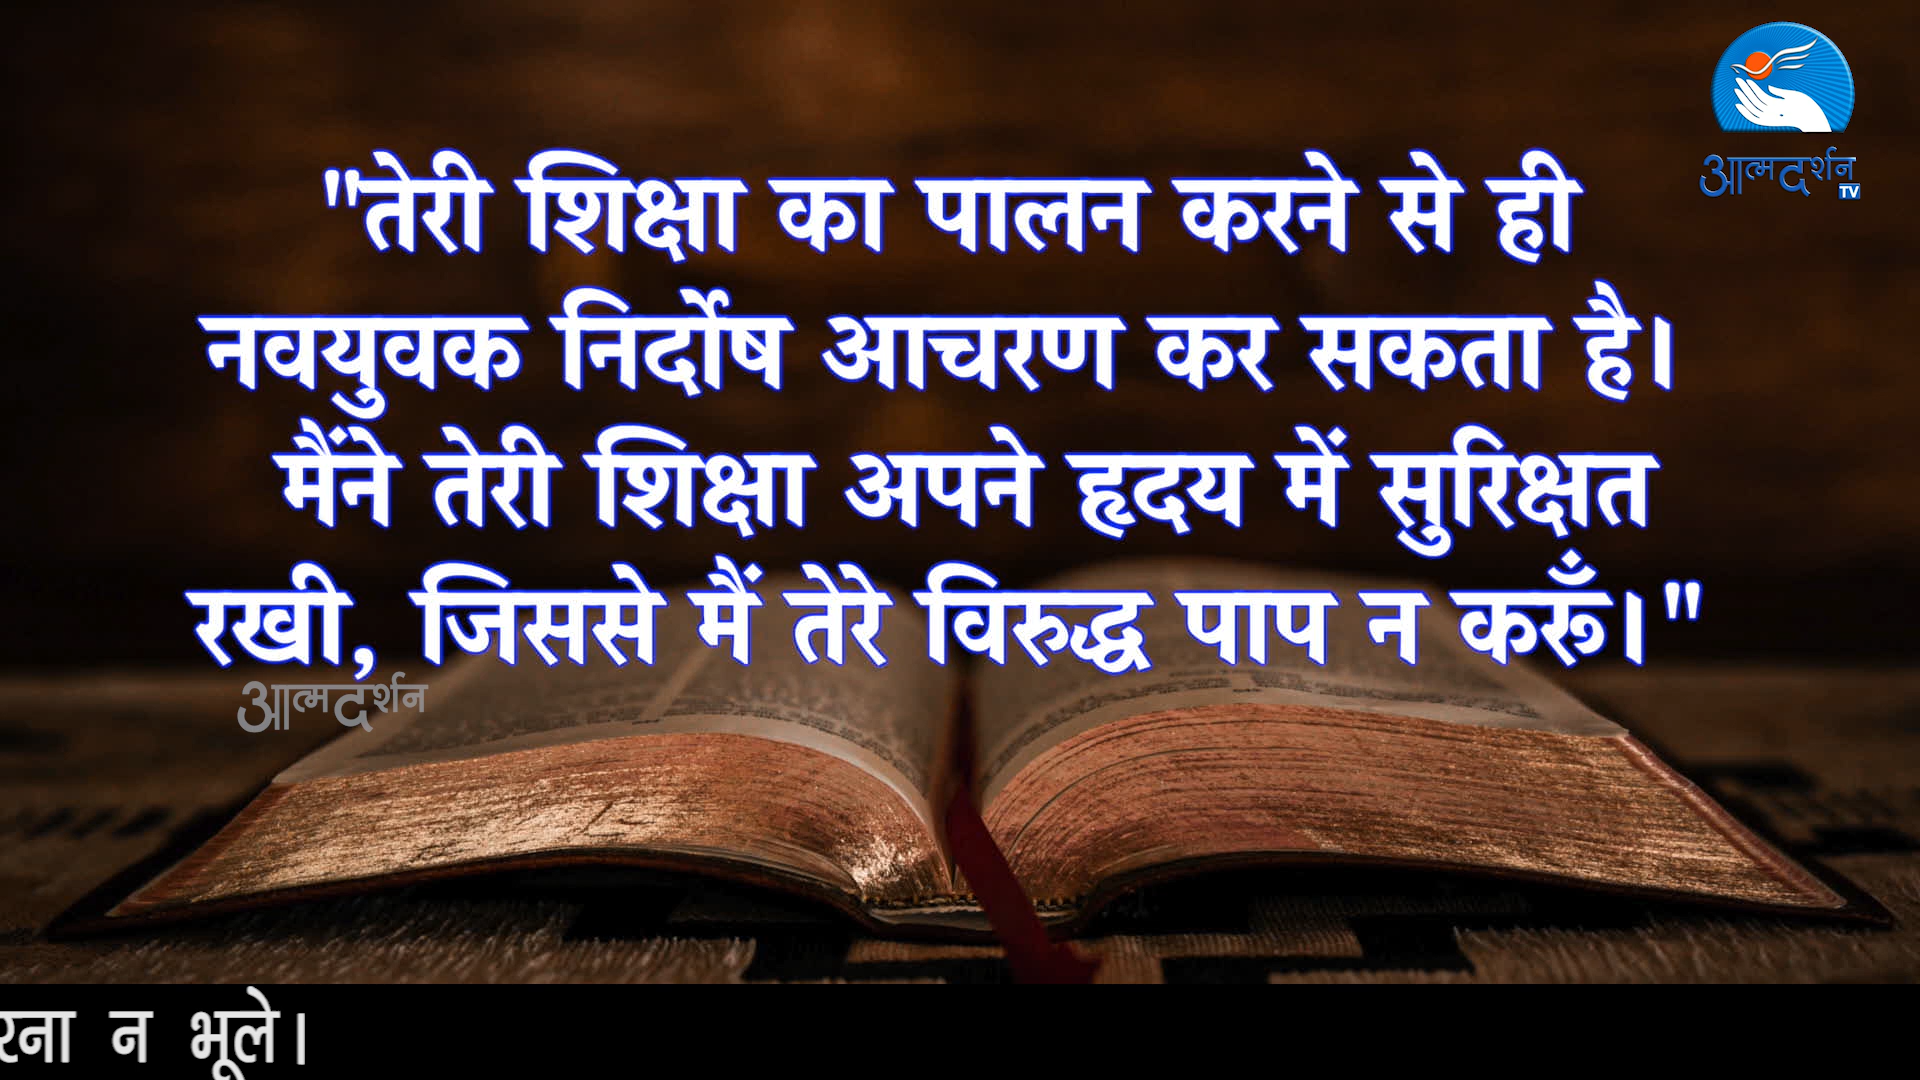 आत्मदर्शन
TV
"तेरी शिक्षा का पालन करने से ही
नवयुवक निर्दोष आचरण कर सकता है।
मैंने तेरी शिक्षा अपने हृदय में सुरिक्षत
रखी, जिससे मैं तेरे विरुद्ध पाप न करूँ।"
आत्मदर्शन
रना न भूले।